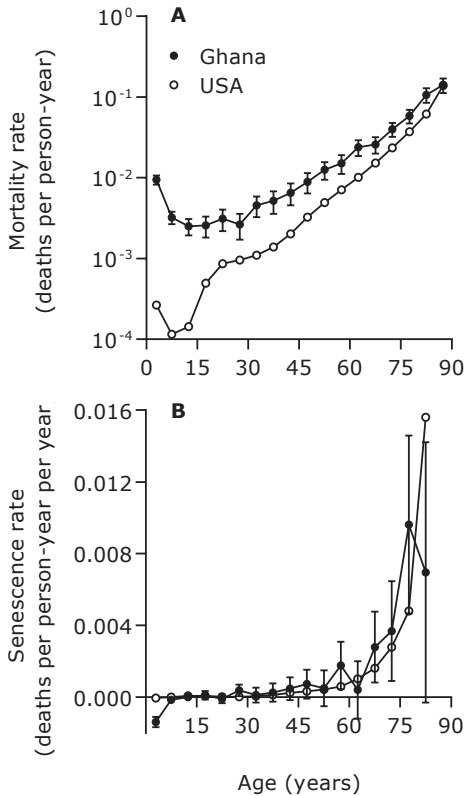 A
10⁰
Ghana
USA
10⁻¹
10⁻²
10⁻³
10⁻⁴
Mortality rate
(deaths per person-year)
0 15 30 45 60 75 90
B
0.016
0.012
0.008
0.004
0.000
Senescence rate
(deaths per person-year per year
15 30 45 60 75 90
Age (years)